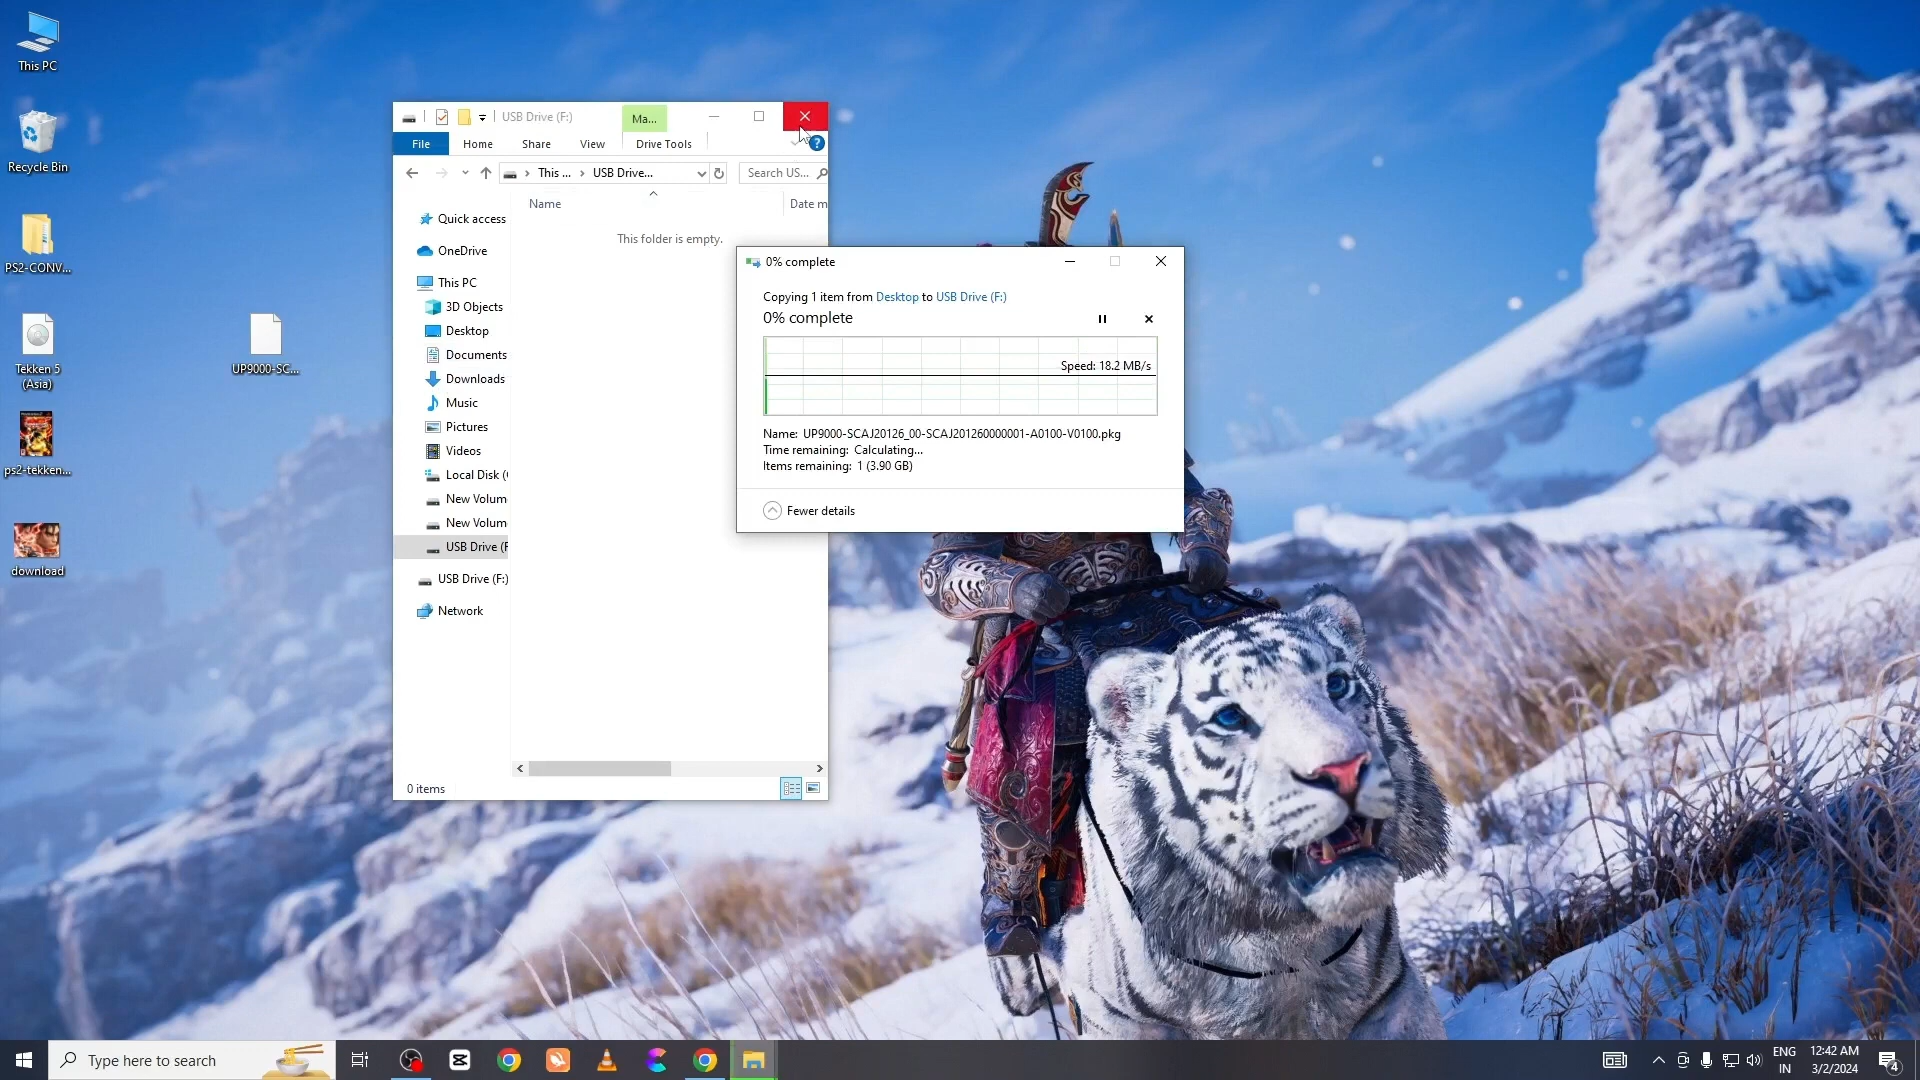 This PC
Recycle Bin
PS2-CONV...
Tekken 5
(Asia)
ps2-tekken...
download
UP9000-SC...
USB Drive (F:)
Ma...
File
Home
Share
View
Drive Tools
This ...
USB Drive...
Search US...
Name
Date m
This folder is empty.
Quick access
OneDrive
This PC
3D Objects
Desktop
Documents
Downloads
Music
Pictures
Videos
Local Disk (
New Volum
New Volum
USB Drive (F
USB Drive (F:)
Network
0 items
0% complete
Copying 1 item from Desktop to USB Drive (F:)
0% complete
Speed: 18.2 MB/s
Name: UP9000-SCAJ20126_00-SCAJ201260000001-A0100-V0100.pkg
Time remaining: Calculating...
Items remaining: 1 (3.90 GB)
Fewer details
Type here to search
ENG
IN
12:42 AM
3/2/2024
4